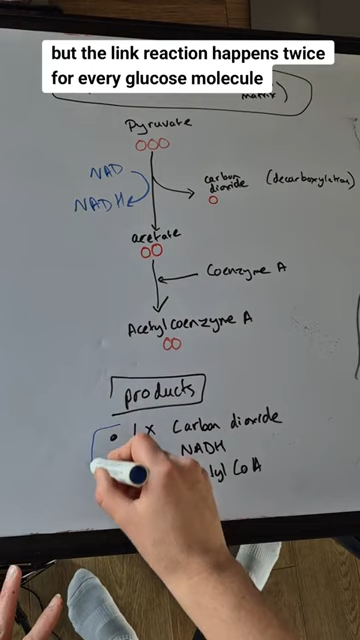 but the link reaction happens twice
for every glucose molecule
matrix)
Pyruvate
NAD
carbon
dioxide (decarboxylation)
NADH
acetate
Coenzyme A
Acetyl coenzyme A
products
1 x Carbon dioxide
NADH
CoA